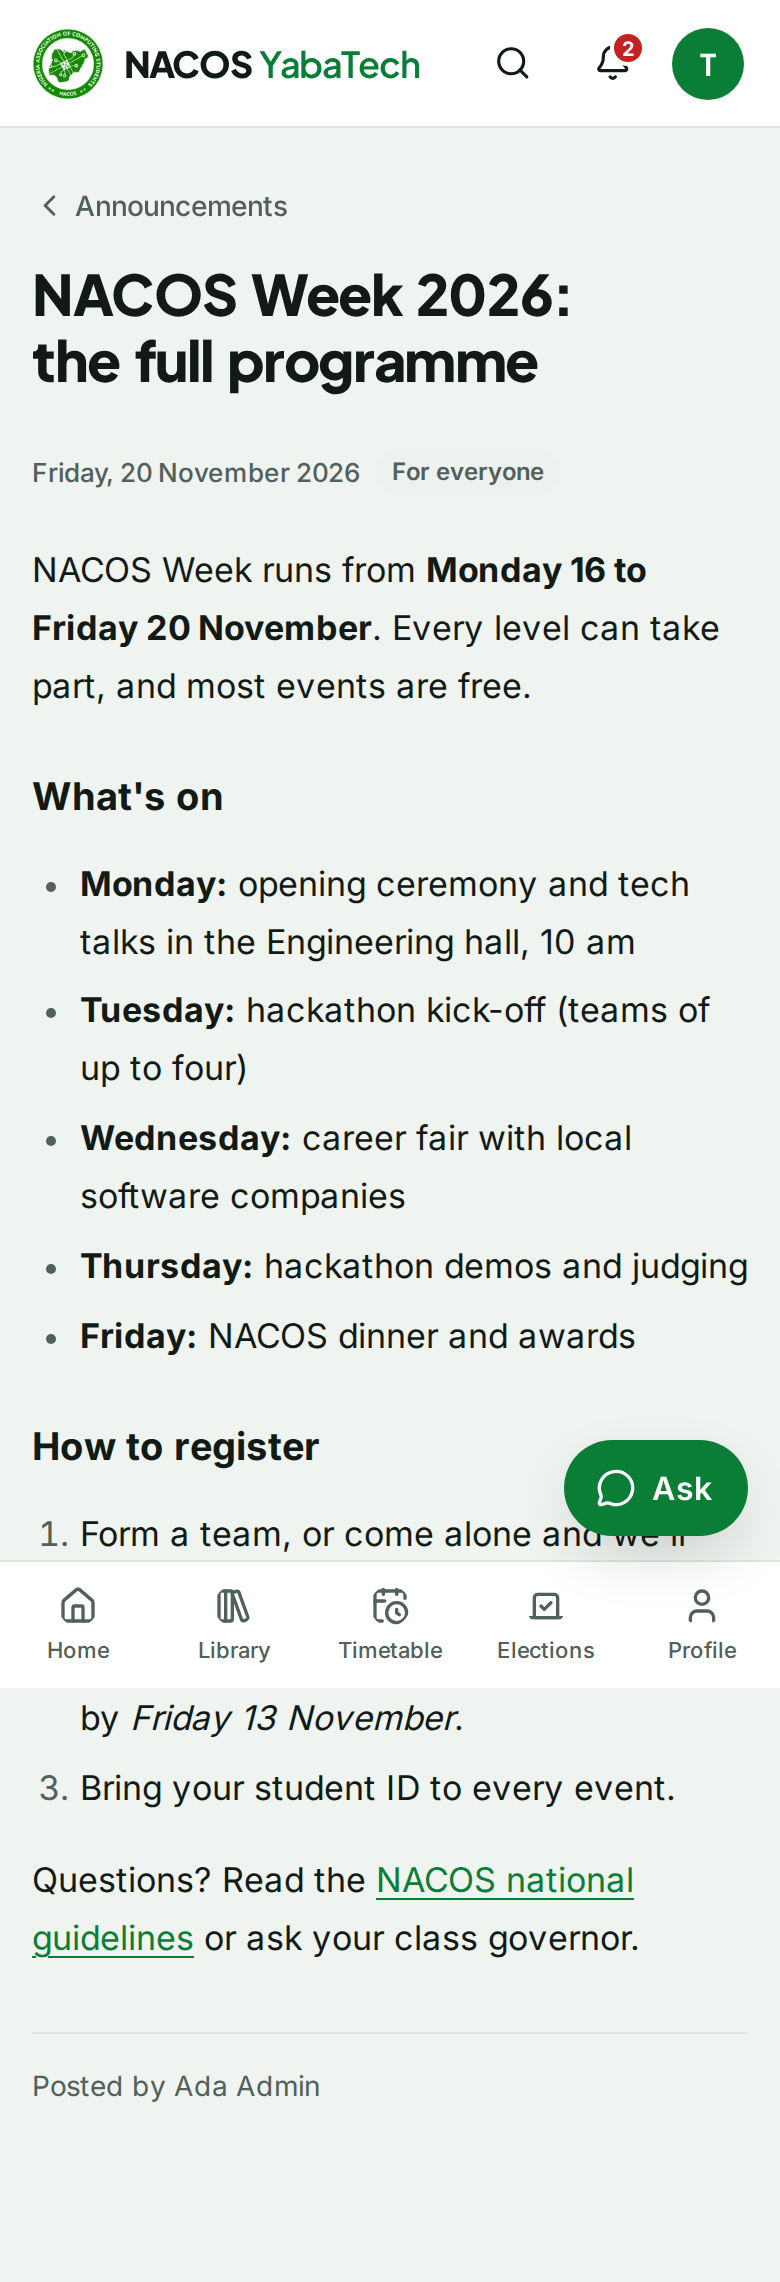 NACOS YabaTech
2
T
Announcements
NACOS Week 2026:
the full programme
Friday, 20 November 2026 For everyone
NACOS Week runs from Monday 16 to
Friday 20 November. Every level can take
part, and most events are free.
What's on
• Monday: opening ceremony and tech
talks in the Engineering hall, 10 am
• Tuesday: hackathon kick-off (teams of
up to four)
• Wednesday: career fair with local
software companies
• Thursday: hackathon demos and judging
• Friday: NACOS dinner and awards
How to register
Ask
1. Form a team, or come alone and we'll
Home Library Timetable Elections Profile
by Friday 13 November.
3. Bring your student ID to every event.
Questions? Read the NACOS national
guidelines or ask your class governor.
Posted by Ada Admin